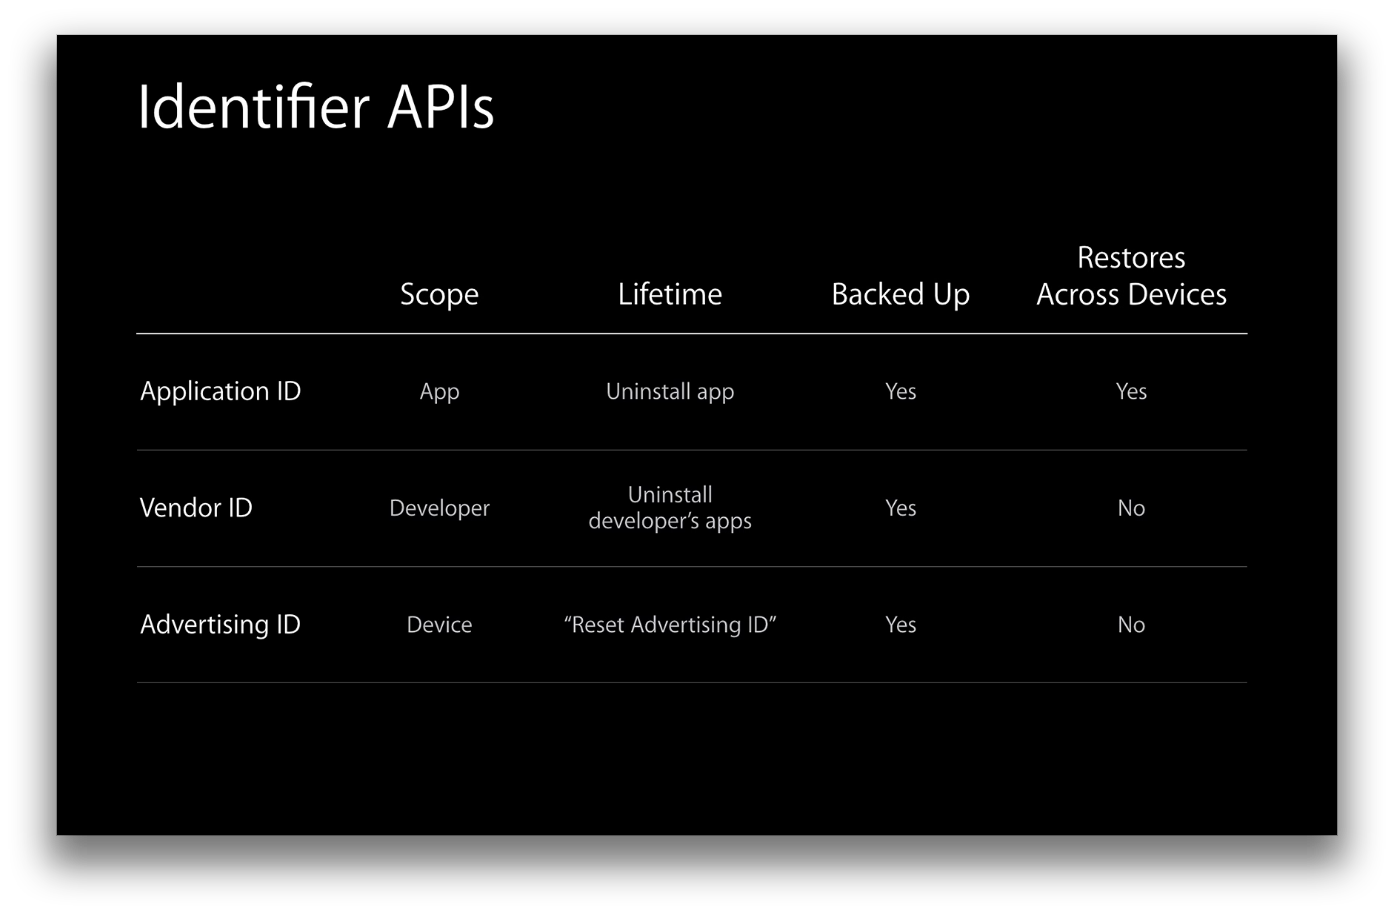 Identifier APIs
Restores
Scope Lifetime Backed Up Across Devices
Application ID App Uninstall app Yes Yes
Uninstall
Vendor ID Developer developer’s apps Yes No
Advertising ID Device “Reset Advertising ID” Yes No